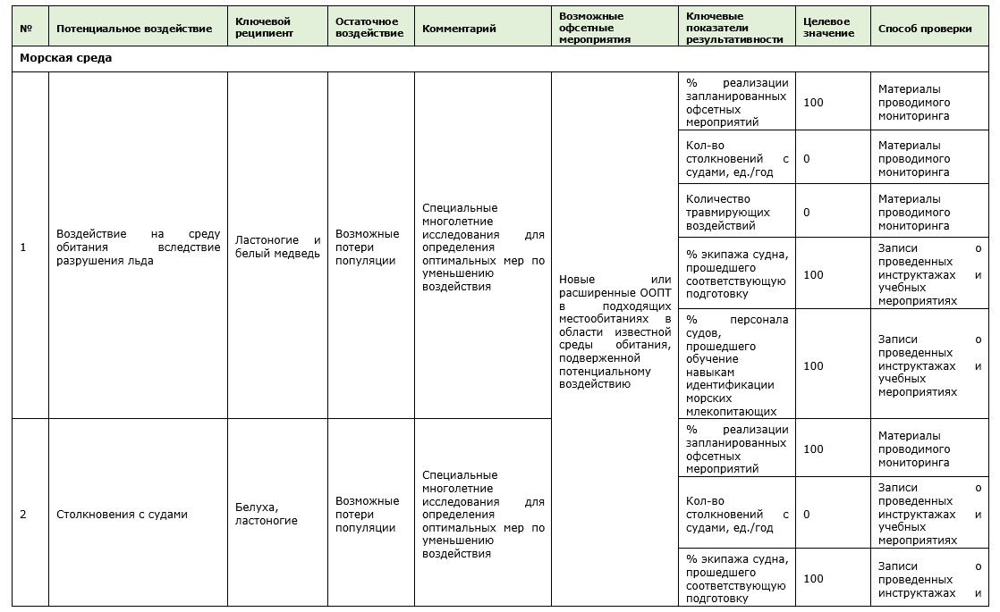 №
Потенциальное воздействие
Ключевой
реципиент
Остаточное
воздействие
Комментарий
Возможные
офсетные
мероприятия
Ключевые
показатели
результативности
Целевое
значение
Способ проверки
Морская среда
1
Воздействие на среду
обитания вследствие
разрушения льда
Ластоногие и
белый медведь
Возможные
потери
популяции
Специальные
многолетние
исследования для
определения
оптимальных мер по
уменьшению
воздействия
Новые или
расширенные ООПТ
в подходящих
местообитаниях в
области известной
среды обитания,
подверженной
потенциальному
воздействию
% реализации
запланированных
офсетных
мероприятий
100
Материалы
проводимого
мониторинга
Кол-во
столкновений с
судами, ед./год
0
Материалы
проводимого
мониторинга
Количество
травмирующих
воздействий
0
Материалы
проводимого
мониторинга
% экипажа судна,
прошедшего
соответствующую
подготовку
100
Записи о
проведенных
инструктажах и
учебных
мероприятиях
% персонала
судов,
прошедшего
обучение
навыкам
идентификации
морских
млекопитающих
100
Записи о
проведенных
инструктажах и
учебных
мероприятиях
2
Столкновения с судами
Белуха,
ластоногие
Возможные
потери
популяции
Специальные
многолетние
исследования для
определения
оптимальных мер по
уменьшению
воздействия
% реализации
запланированных
офсетных
мероприятий
100
Материалы
проводимого
мониторинга
Кол-во
столкновений с
судами, ед./год
0
Записи о
проведенных
инструктажах и
учебных
мероприятиях
% экипажа судна,
прошедшего
соответствующую
подготовку
100
Записи о
проведенных
инструктажах и